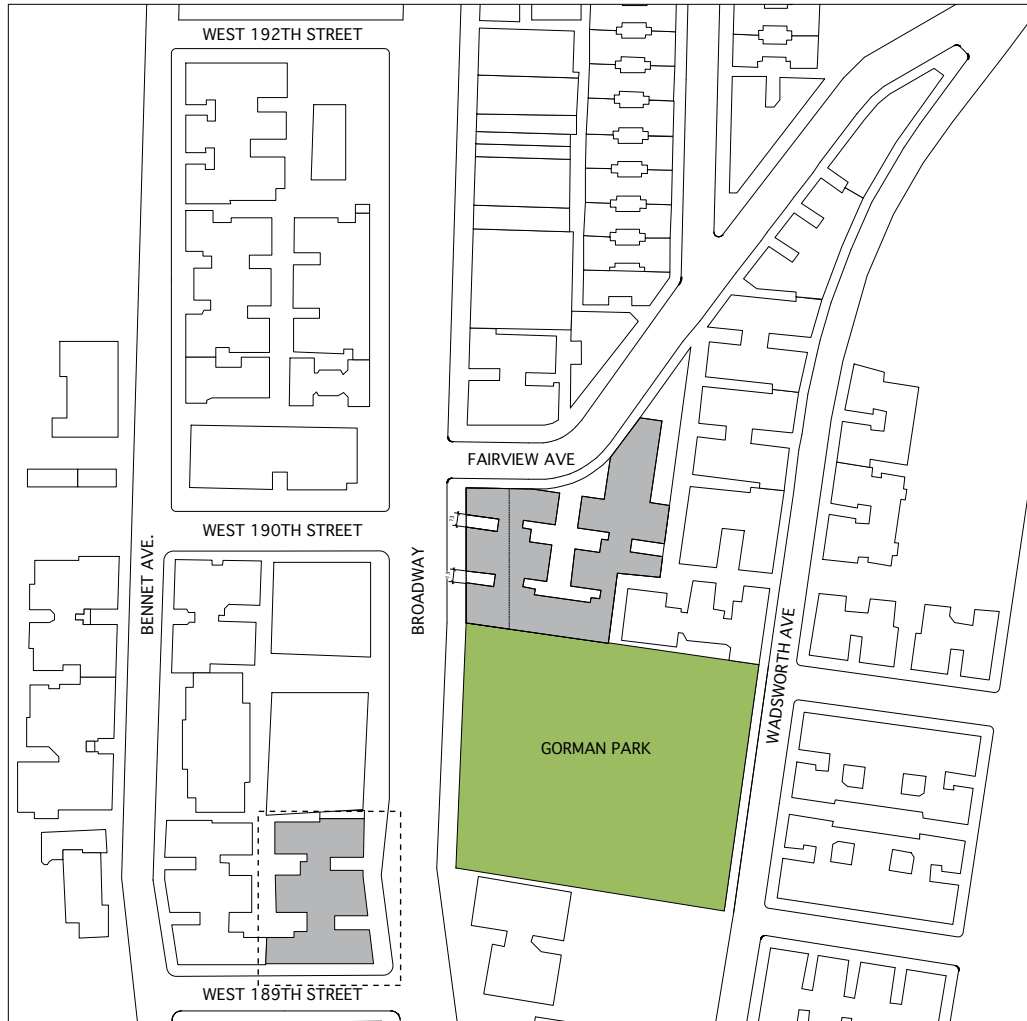 WEST 192TH STREET
FAIRVIEW AVE
WEST 190TH STREET
BENNET AVE.
BROADWAY
WADSWORTH AVE
GORMAN PARK
WEST 189TH STREET